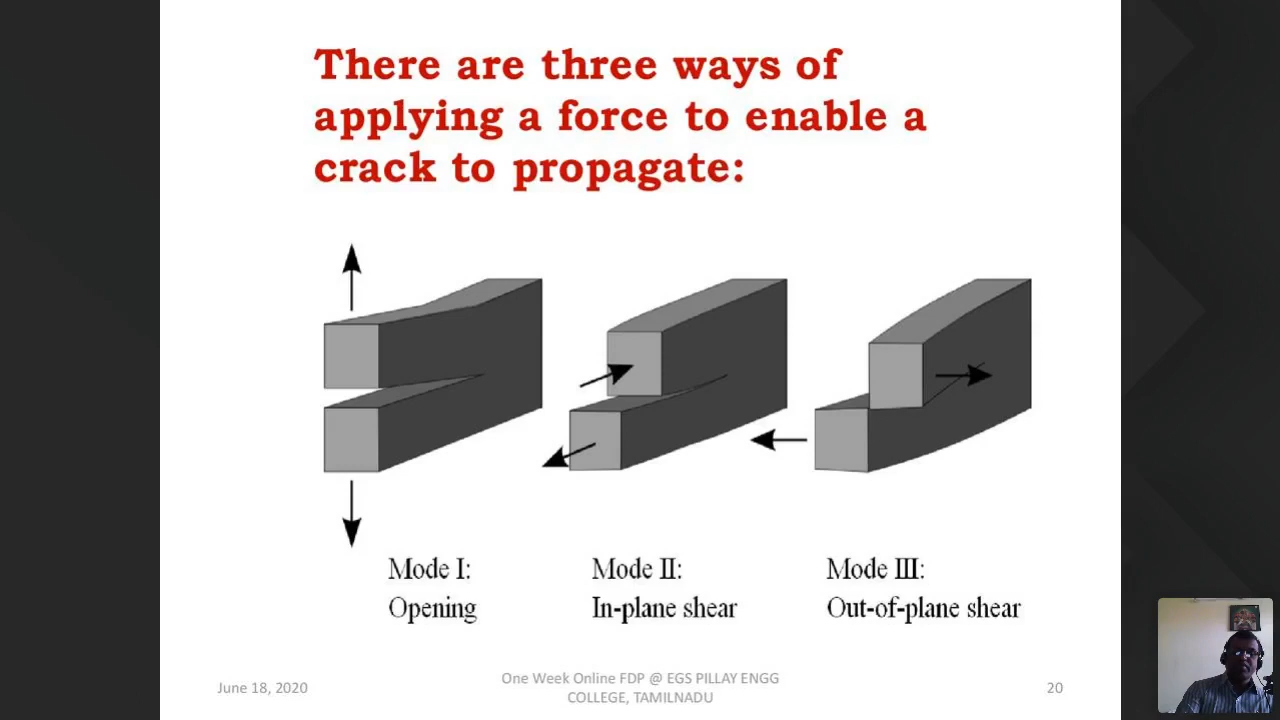 There are three ways of
applying a force to enable a
crack to propagate:
Mode I:
Opening
Mode II:
In-plane shear
Mode III:
Out-of-plane shear
June 18, 2020
One Week Online FDP @ EGS PILLAY ENGG
COLLEGE, TAMILNADU
20